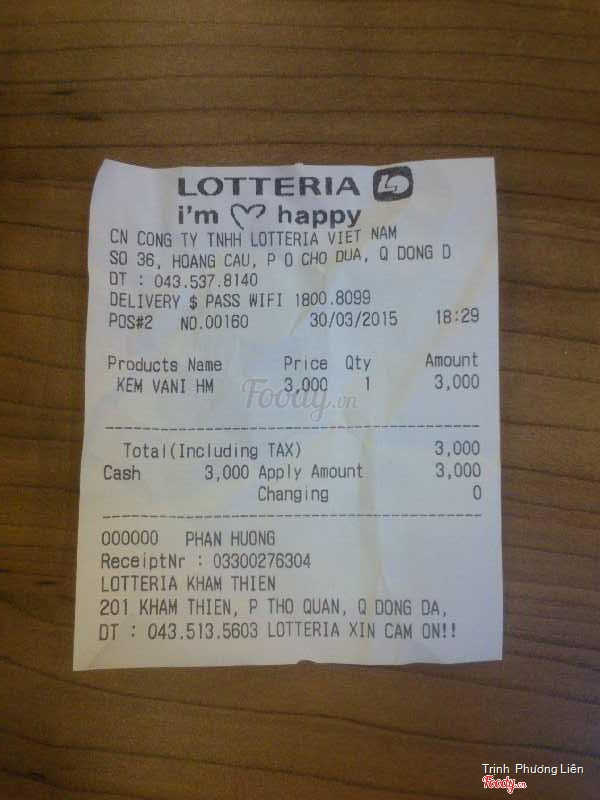 LOTTERIA L
i'm happy
CN CONG TY TNHH LOTTERIA VIET NAM
SO 36, HOANG CAU, P O CHO DUA, Q DONG D
DT : 043.537.8140
DELIVERY $ PASS WIFI 1800.8099
POS#2 NO.00160 30/03/2015 18:29
Products Name Price Qty Amount
KEM VANI HM 3,000 1 3,000
Foody.vn
Total(Including TAX) 3,000
Cash 3,000 Apply Amount 3,000
Changing 0
000000 PHAN HUONG
ReceiptNr : 03300276304
LOTTERIA KHAM THIEN
201 KHAM THIEN, P THO QUAN, Q DONG DA,
DT : 043.513.5603 LOTTERIA XIN CAM ON!!
Trinh Phương Liên
Foody.vn